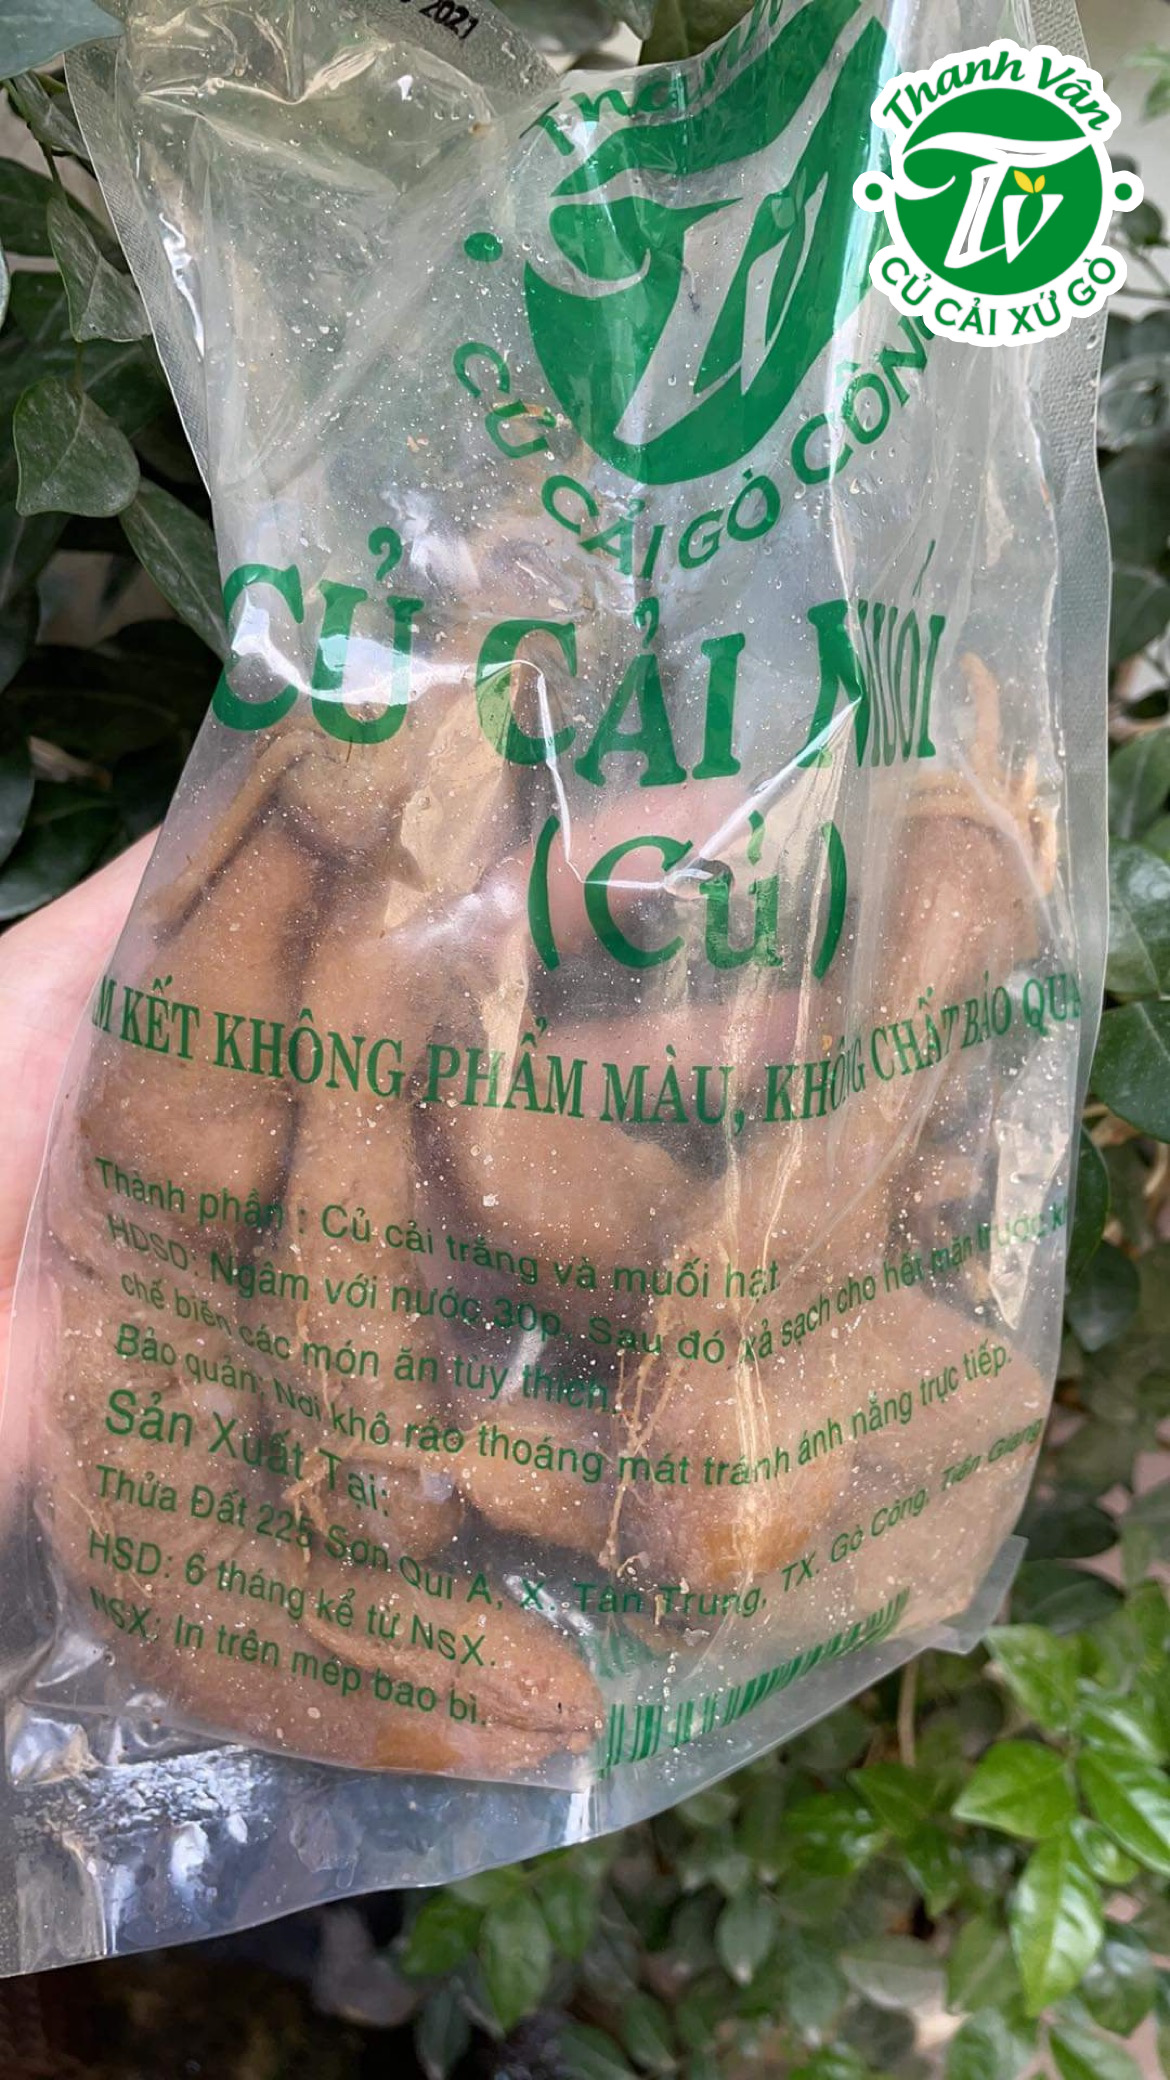 2021
Thanh Vân
TV
CỦ CẢI XỨ GÒ
CỦ CẢI GÒ CÔNG
CỦ CẢI MUỐI
(Củ)
KẾT KHÔNG PHẨM MÀU, KHÔNG CHẤT BẢO QUẢ
Thành phần : Củ cải trắng và muối hạt
HDSD: Ngâm với nước 30p. Sau đó xả sạch cho hết mặn trước
chế biến các món ăn tùy thích.
Bảo quản: Nơi khô ráo thoáng mát tránh ánh nắng trực tiếp.
Sản Xuất Tại:
Thửa Đất 225 Sơn Qui A, X. Tân Trung, TX. Gò Công, Tiền Giang
HSD: 6 tháng kể từ NSX.
NSX: In trên mép bao bì.